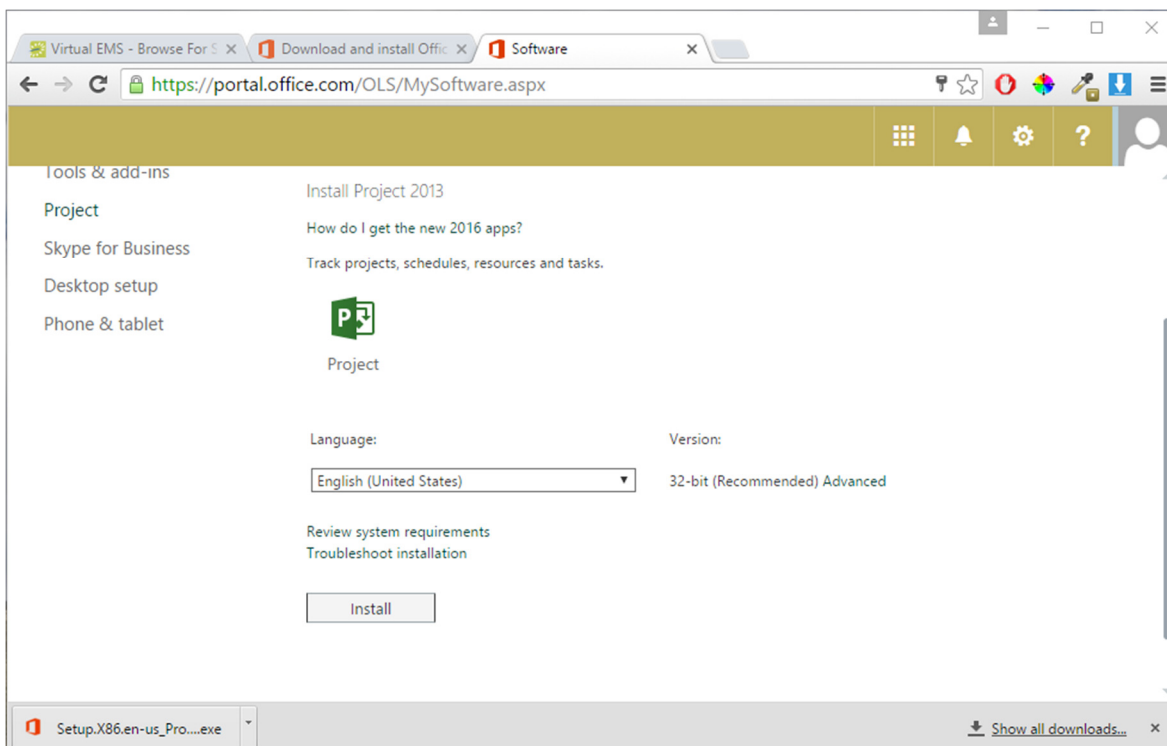 Virtual EMS - Browse For S
Download and install Offic
Software
https://portal.office.com/OLS/MySoftware.aspx
?
Tools & add-ins
Project
Skype for Business
Desktop setup
Phone & tablet
Install Project 2013
How do I get the new 2016 apps?
Track projects, schedules, resources and tasks.
P
Project
Language:
Version:
English (United States)
32-bit (Recommended) Advanced
Review system requirements
Troubleshoot installation
Install
Setup.X86.en-us_Pro....exe
Show all downloads...